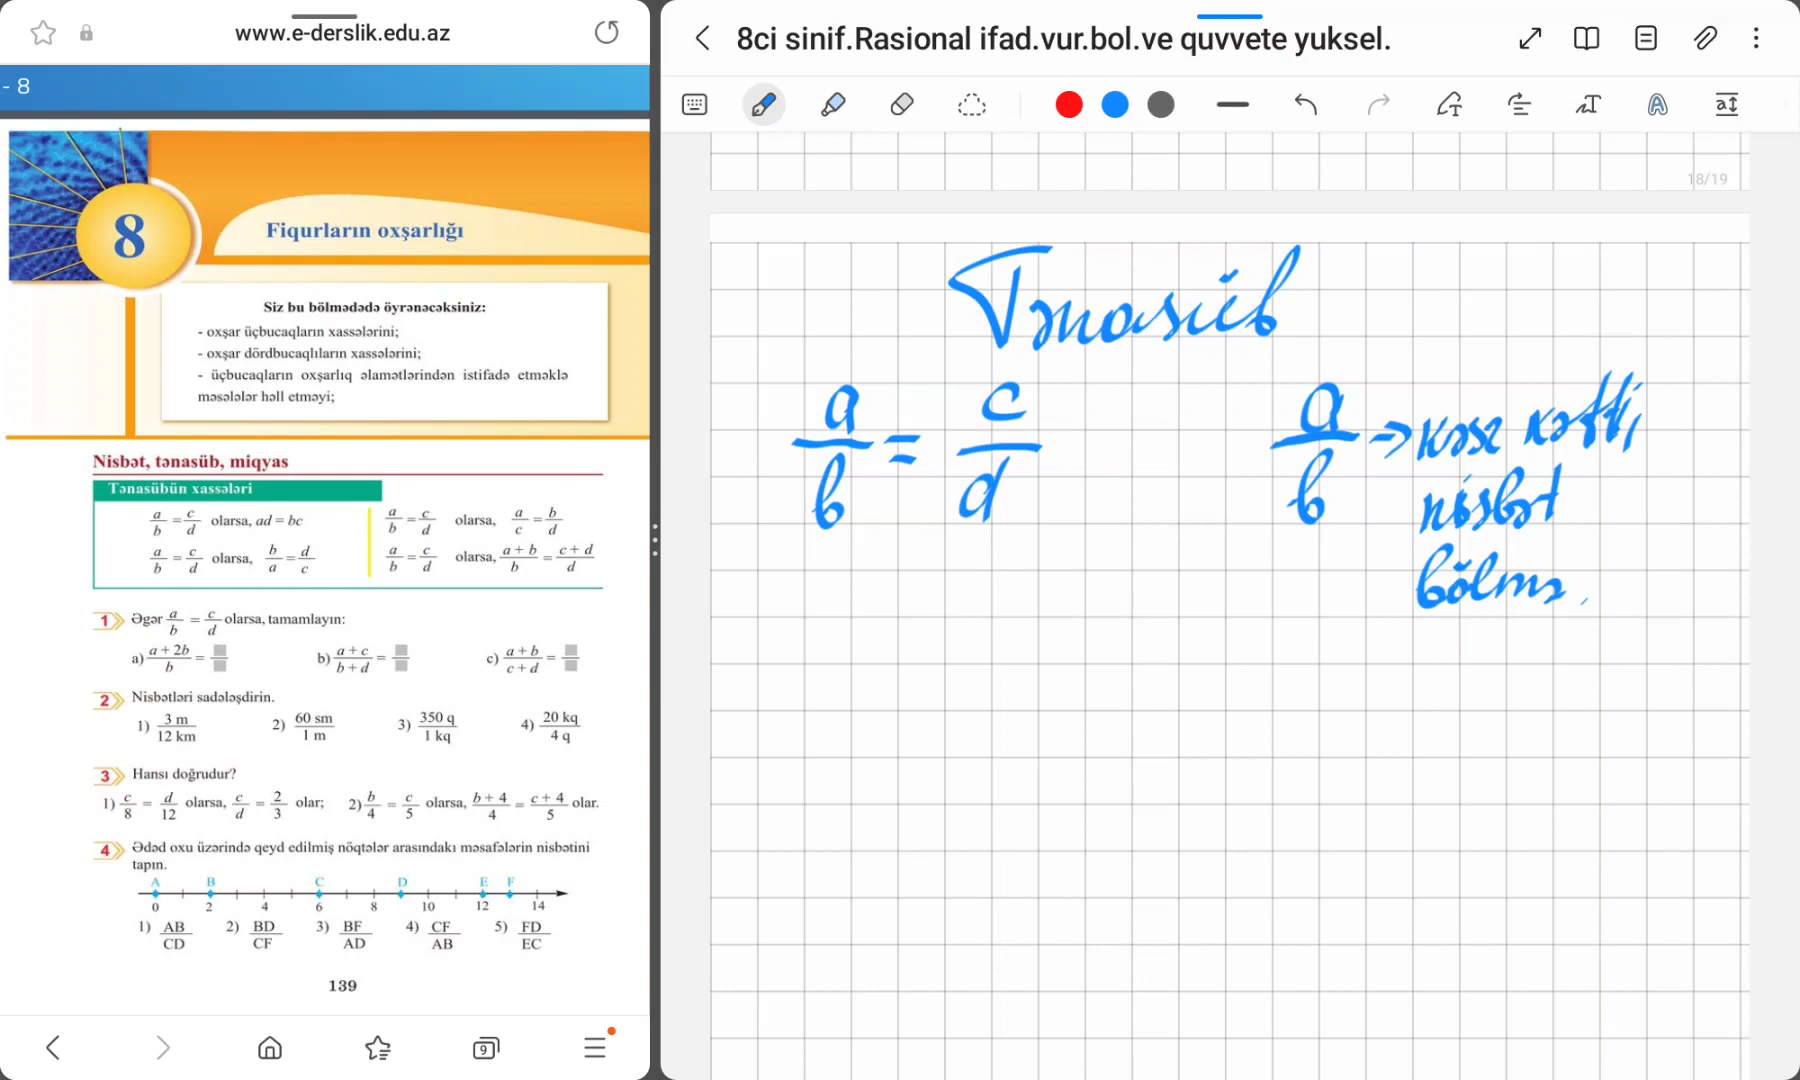 www.e-derslik.edu.az
- 8
8
Fiqurların oxşarlığı
Siz bu bölmədədə öyrənəcəksiniz:
- oxşar üçbucaqların xassələrini;
- oxşar dördbucaqlıların xassələrini;
- üçbucaqların oxşarlıq əlamətlərindən istifadə etməklə
məsələlər həll etməyi;
Nisbət, tənasüb, miqyas
Tənasübün xassələri
a/b = c/d olarsa, ad = bc
a/b = c/d olarsa, a/c = b/d
a/b = c/d olarsa, b/a = d/c
a/b = c/d olarsa, a + b/b = c + d/d
1 Əgər a/b = c/d olarsa, tamamlayın:
a) a + 2b/b = b) a + c/b + d = c) a + b/c + d =
2 Nisbətləri sadələşdirin.
1) 3 m/12 km 2) 60 sm/1 m 3) 350 q/1 kq 4) 20 kq/4 q
3 Hansı doğrudur?
1) c/8 = d/12 olarsa, c/d = 2/3 olar; 2) b/4 = c/5 olarsa, b + 4/4 = c + 4/5 olar.
4 Ədəd oxu üzərində qeyd edilmiş nöqtələr arasındakı məsafələrin nisbətini
tapın.
A B C D E F
0 2 4 6 8 10 12 14
1) AB/CD 2) BD/CF 3) BF/AD 4) CF/AB 5) FD/EC
139
9
8ci sinif.Rasional ifad.vur.bol.ve quvvete yuksel.
18/19
Tənasüb
a/b = c/d
a/b → kəsr xətti,
nisbət
bölmə.